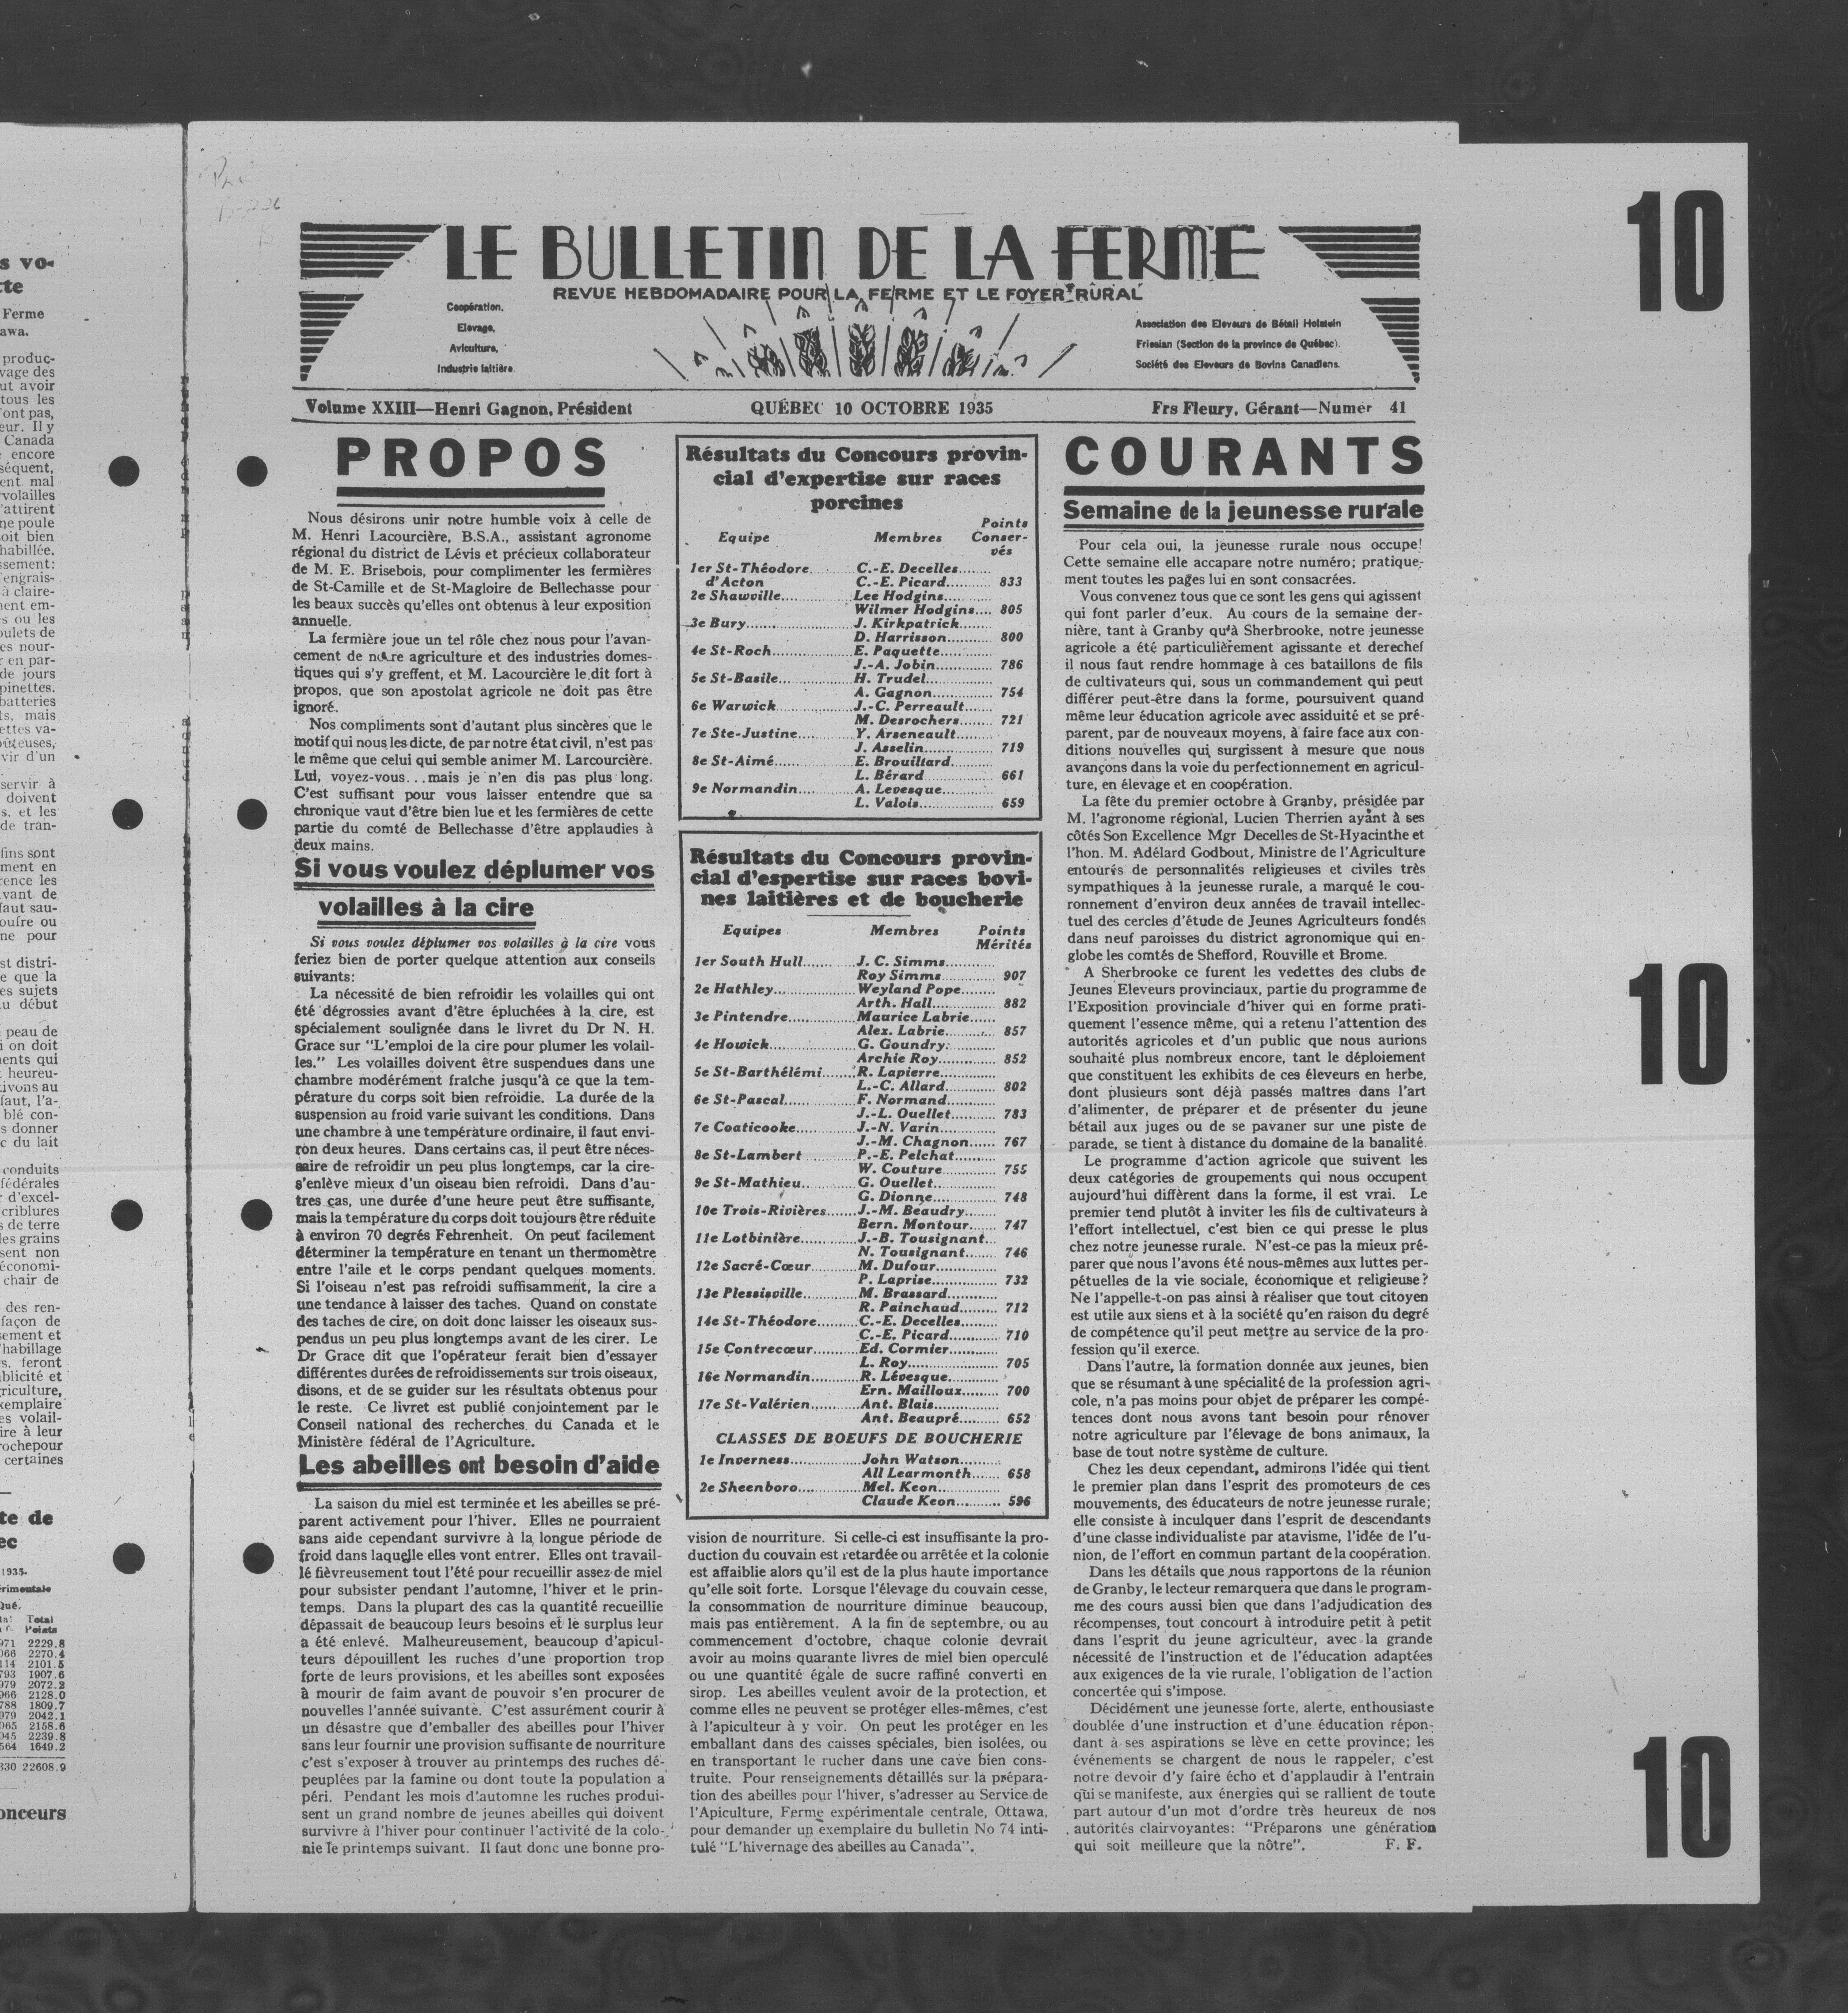 LE BULLETIN DE LA FERME
REVUE HEBDOMADAIRE POUR LA FERME ET LE FOYER RURAL
Coopération,
Elevage,
Aviculture,
Industrie laitière
Association des Eleveurs de Bétail Holstein
Friesian (Section de la province de Québec).
Société des Eleveurs de Bovins Canadiens.
Volume XXIII—Henri Gagnon, Président
QUÉBEC 10 OCTOBRE 1935
Frs Fleury, Gérant—Numer 41
PROPOS
Nous désirons unir notre humble voix à celle de
M. Henri Lacourcière, B.S.A., assistant agronome
régional du district de Lévis et précieux collaborateur
de M. E. Brisebois, pour complimenter les fermières
de St-Camille et de St-Magloire de Bellechasse pour
les beaux succès qu'elles ont obtenus à leur exposition
annuelle.
La fermière joue un tel rôle chez nous pour l'avan-
cement de notre agriculture et des industries domes-
tiques qui s'y greffent, et M. Lacourcière le dit fort à
propos, que son apostolat agricole ne doit pas être
ignoré.
Nos compliments sont d'autant plus sincères que le
motif qui nous les dicte, de par notre état civil, n'est pas
le même que celui qui semble animer M. Larcourcière.
Lui, voyez-vous...mais je n'en dis pas plus long.
C'est suffisant pour vous laisser entendre que sa
chronique vaut d'être bien lue et les fermières de cette
partie du comté de Bellechasse d'être applaudies à
deux mains.
Si vous voulez déplumer vos
volailles à la cire
Si vous voulez déplumer vos volailles à la cire vous
feriez bien de porter quelque attention aux conseils
suivants:
La nécessité de bien refroidir les volailles qui ont
été dégrossies avant d'être épluchées à la cire, est
spécialement soulignée dans le livret du Dr N. H.
Grace sur "L'emploi de la cire pour plumer les volail-
les." Les volailles doivent être suspendues dans une
chambre modérément fraîche jusqu'à ce que la tem-
pérature du corps soit bien refroidie. La durée de la
suspension au froid varie suivant les conditions. Dans
une chambre à une température ordinaire, il faut envi-
ron deux heures. Dans certains cas, il peut être néces-
saire de refroidir un peu plus longtemps, car la cire
s'enlève mieux d'un oiseau bien refroidi. Dans d'au-
tres cas, une durée d'une heure peut être suffisante,
mais la température du corps doit toujours être réduite
à environ 70 degrés Fehrenheit. On peut facilement
déterminer la température en tenant un thermomètre
entre l'aile et le corps pendant quelques moments.
Si l'oiseau n'est pas refroidi suffisamment, la cire a
une tendance à laisser des taches. Quand on constate
des taches de cire, on doit donc laisser les oiseaux sus-
pendus un peu plus longtemps avant de les cirer. Le
Dr Grace dit que l'opérateur ferait bien d'essayer
différentes durées de refroidissements sur trois oiseaux,
disons, et de se guider sur les résultats obtenus pour
le reste. Ce livret est publié conjointement par le
Conseil national des recherches du Canada et le
Ministère fédéral de l'Agriculture.
Les abeilles ont besoin d'aide
La saison du miel est terminée et les abeilles se pré-
parent activement pour l'hiver. Elles ne pourraient
sans aide cependant survivre à la longue période de
froid dans laquelle elles vont entrer. Elles ont travail-
lé fièvreusement tout l'été pour recueillir assez de miel
pour subsister pendant l'automne, l'hiver et le prin-
temps. Dans la plupart des cas la quantité recueillie
dépassait de beaucoup leurs besoins et le surplus leur
a été enlevé. Malheureusement, beaucoup d'apicul-
teurs dépouillent les ruches d'une proportion trop
forte de leurs provisions, et les abeilles sont exposées
à mourir de faim avant de pouvoir s'en procurer de
nouvelles l'année suivante. C'est assurément courir à
un désastre que d'emballer des abeilles pour l'hiver
sans leur fournir une provision suffisante de nourriture
c'est s'exposer à trouver au printemps des ruches dé-
peuplées par la famine ou dont toute la population a
péri. Pendant les mois d'automne les ruches produi-
sent un grand nombre de jeunes abeilles qui doivent
survivre à l'hiver pour continuer l'activité de la colo-
nie le printemps suivant. Il faut donc une bonne pro-
Résultats du Concours provin-
cial d'expertise sur races
porcines
Equipe Membres Points Conser-vés
1er St-Théodore C.-E. Decelles
d'Acton C.-E. Picard 833
2e Shawville Lee Hodgins
Wilmer Hodgins 805
3e Bury J. Kirkpatrick
D. Harrisson 800
4e St-Roch E. Paquette
J.-A. Jobin 786
5e St-Basile H. Trudel
A. Gagnon 754
6e Warwick J.-C. Perreault
M. Desrochers 721
7e Ste-Justine Y. Arseneault
J. Asselin 719
8e St-Aimé E. Brouillard
L. Bérard 661
9e Normandin A. Levesque
L. Valois 659
Résultats du Concours provin-
cial d'espertise sur races bovi-
nes laitières et de boucherie
Equipes Membres Points Mérités
1er South Hull J. C. Simms
Roy Simms 907
2e Hathley Weyland Pope
Arth. Hall 882
3e Pintendre Maurice Labrie
Alex. Labrie 857
4e Howick G. Goundry
Archie Roy 852
5e St-Barthélémi R. Lapierre
L.-C. Allard 802
6e St-Pascal F. Normand
J.-L. Ouellet 783
7e Coaticooke J.-N. Varin
J.-M. Chagnon 767
8e St-Lambert P.-E. Pelchat
W. Couture 755
9e St-Mathieu G. Ouellet
G. Dionne 748
10e Trois-Rivières J.-M. Beaudry
Bern. Montour 747
11e Lotbinière J.-B. Tousignant
N. Tousignant 746
12e Sacré-Cœur M. Dufour
P. Laprise 732
13e Plessisville M. Brassard
R. Painchaud 712
14e St-Théodore C.-E. Decelles
C.-E. Picard 710
15e Contrecœur Ed. Cormier
L. Roy 705
16e Normandin R. Lévesque
Ern. Mailloux 700
17e St-Valérien Ant. Blais
Ant. Beaupré 652
CLASSES DE BOEUFS DE BOUCHERIE
1e Inverness John Watson
All Learmonth 658
2e Sheenboro Mel. Keon
Claude Keon 596
vision de nourriture. Si celle-ci est insuffisante la pro-
duction du couvain est retardée ou arrêtée et la colonie
est affaiblie alors qu'il est de la plus haute importance
qu'elle soit forte. Lorsque l'élevage du couvain cesse,
la consommation de nourriture diminue beaucoup,
mais pas entièrement. A la fin de septembre, ou au
commencement d'octobre, chaque colonie devrait
avoir au moins quarante livres de miel bien operculé
ou une quantité égale de sucre raffiné converti en
sirop. Les abeilles veulent avoir de la protection, et
comme elles ne peuvent se protéger elles-mêmes, c'est
à l'apiculteur à y voir. On peut les protéger en les
emballant dans des caisses spéciales, bien isolées, ou
en transportant le rucher dans une cave bien cons-
truite. Pour renseignements détaillés sur la prépara-
tion des abeilles pour l'hiver, s'adresser au Service de
l'Apiculture, Ferme expérimentale centrale, Ottawa,
pour demander un exemplaire du bulletin No 74 inti-
tulé "L'hivernage des abeilles au Canada".
COURANTS
Semaine de la jeunesse rurale
Pour cela oui, la jeunesse rurale nous occupe!
Cette semaine elle accapare notre numéro; pratique-
ment toutes les pages lui en sont consacrées.
Vous convenez tous que ce sont les gens qui agissent
qui font parler d'eux. Au cours de la semaine der-
nière, tant à Granby qu'à Sherbrooke, notre jeunesse
agricole a été particulièrement agissante et derechef
il nous faut rendre hommage à ces bataillons de fils
de cultivateurs qui, sous un commandement qui peut
différer peut-être dans la forme, poursuivent quand
même leur éducation agricole avec assiduité et se pré-
parent, par de nouveaux moyens, à faire face aux con-
ditions nouvelles qui surgissent à mesure que nous
avançons dans la voie du perfectionnement en agricul-
ture, en élevage et en coopération.
La fête du premier octobre à Granby, présidée par
M. l'agronome régional, Lucien Therrien ayant à ses
côtés Son Excellence Mgr Decelles de St-Hyacinthe et
l'hon. M. Adélard Godbout, Ministre de l'Agriculture
entourés de personnalités religieuses et civiles très
sympathiques à la jeunesse rurale, a marqué le cou-
ronnement d'environ deux années de travail intellec-
tuel des cercles d'étude de Jeunes Agriculteurs fondés
dans neuf paroisses du district agronomique qui en-
globe les comtés de Shefford, Rouville et Brome.
A Sherbrooke ce furent les vedettes des clubs de
Jeunes Eleveurs provinciaux, partie du programme de
l'Exposition provinciale d'hiver qui en forme prati-
quement l'essence même, qui a retenu l'attention des
autorités agricoles et d'un public que nous aurions
souhaité plus nombreux encore, tant le déploiement
que constituent les exhibits de ces éleveurs en herbe,
dont plusieurs sont déjà passés maîtres dans l'art
d'alimenter, de préparer et de présenter du jeune
bétail aux juges ou de se pavaner sur une piste de
parade, se tient à distance du domaine de la banalité.
Le programme d'action agricole que suivent les
deux catégories de groupements qui nous occupent
aujourd'hui diffèrent dans la forme, il est vrai. Le
premier tend plutôt à inviter les fils de cultivateurs à
l'effort intellectuel, c'est bien ce qui presse le plus
chez notre jeunesse rurale. N'est-ce pas la mieux pré-
parer que nous l'avons été nous-mêmes aux luttes per-
pétuelles de la vie sociale, économique et religieuse?
Ne l'appelle-t-on pas ainsi à réaliser que tout citoyen
est utile aux siens et à la société qu'en raison du degré
de compétence qu'il peut mettre au service de la pro-
fession qu'il exerce.
Dans l'autre, la formation donnée aux jeunes, bien
que se résumant à une spécialité de la profession agri-
cole, n'a pas moins pour objet de préparer les compé-
tences dont nous avons tant besoin pour rénover
notre agriculture par l'élevage de bons animaux, la
base de tout notre système de culture.
Chez les deux cependant, admirons l'idée qui tient
le premier plan dans l'esprit des promoteurs de ces
mouvements, des éducateurs de notre jeunesse rurale;
elle consiste à inculquer dans l'esprit de descendants
d'une classe individualiste par atavisme, l'idée de l'u-
nion, de l'effort en commun partant de la coopération.
Dans les détails que nous rapportons de la réunion
de Granby, le lecteur remarquera que dans le program-
me des cours aussi bien que dans l'adjudication des
récompenses, tout concourt à introduire petit à petit
dans l'esprit du jeune agriculteur, avec la grande
nécessité de l'instruction et de l'éducation adaptées
aux exigences de la vie rurale, l'obligation de l'action
concertée qui s'impose.
Décidément une jeunesse forte, alerte, enthousiaste
doublée d'une instruction et d'une éducation répon-
dant à ses aspirations se lève en cette province; les
événements se chargent de nous le rappeler, c'est
notre devoir d'y faire écho et d'applaudir à l'entrain
qui se manifeste, aux énergies qui se rallient de toute
part autour d'un mot d'ordre très heureux de nos
autorités clairvoyantes: "Préparons une génération
qui soit meilleure que la nôtre". F. F.
10
10
10